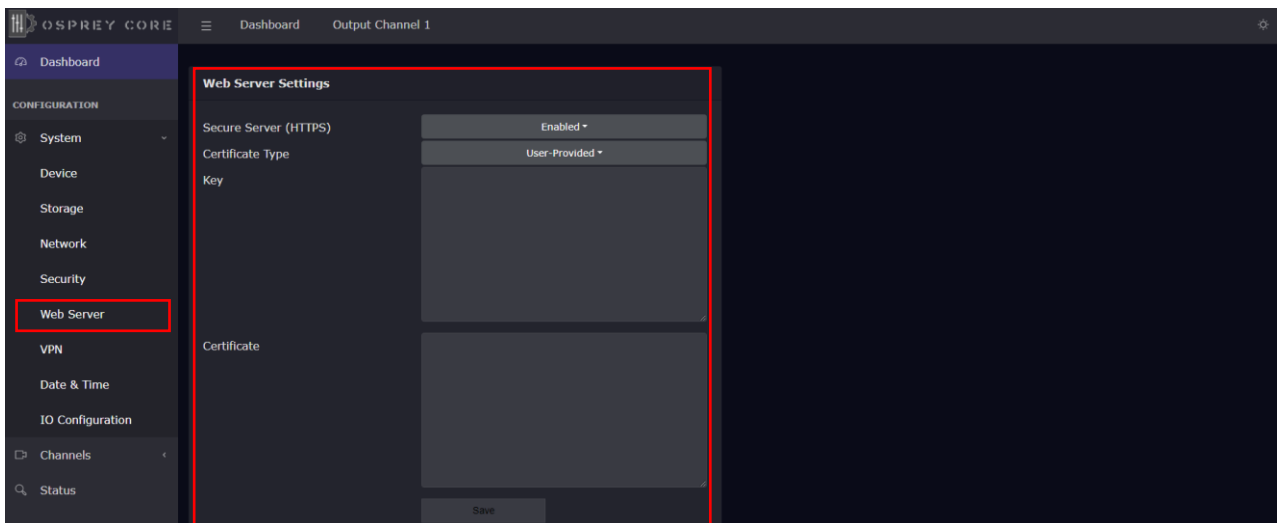 OSPREY CORE
Dashboard
Output Channel 1
Dashboard
CONFIGURATION
System
Device
Storage
Network
Security
Web Server
VPN
Date & Time
IO Configuration
Channels
Status
Web Server Settings
Secure Server (HTTPS)
Enabled
Certificate Type
User-Provided
Key
Certificate
Save